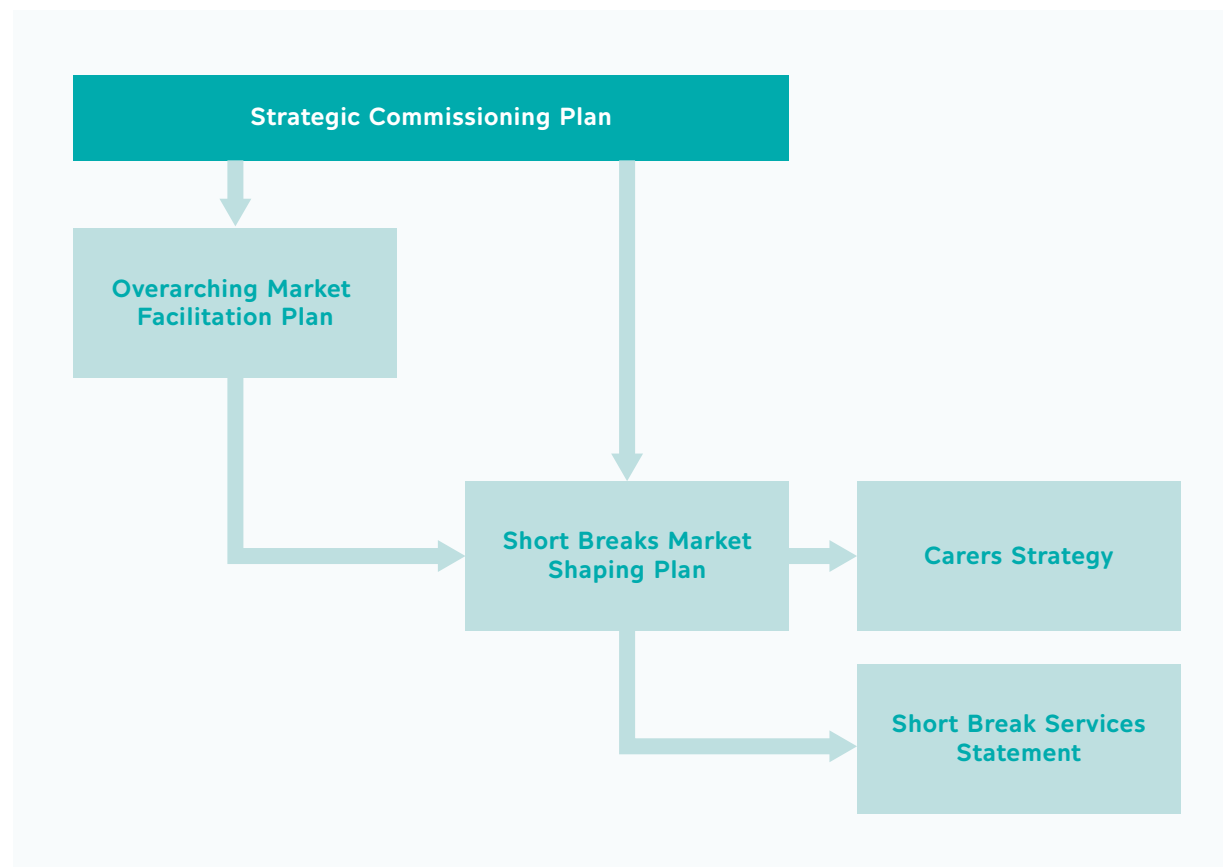 Strategic Commissioning Plan
Overarching Market
Facilitation Plan
Short Breaks Market
Shaping Plan
Carers Strategy
Short Break Services
Statement